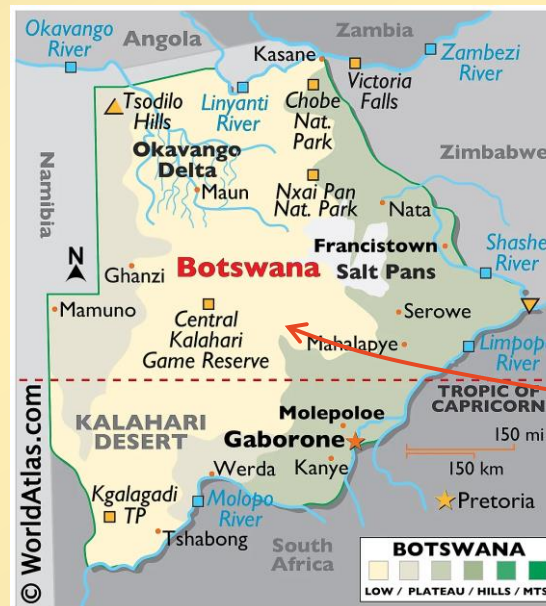 Okavango
River
Angola
Zambia
Kasane
Zambezi
River
Victoria
Falls
Tsodilo
Hills
Linyanti
River
Chobe
Nat.
Park
Okavango
Delta
Maun
Zimbabwe
Namibia
Nxai Pan
Nat. Park
Nata
N
Francistown
Shashe
River
Ghanzi
Botswana
Salt Pans
Mamuno
Central
Kalahari
Game Reserve
Serowe
Mahalapye
Limpopo
River
TROPIC OF
CAPRICORN
KALAHARI
DESERT
Molepoloe
Gaborone
150 mi
150 km
Werda
Kanye
Kgalagadi
TP
Molopo
River
Pretoria
Tshabong
South
Africa
BOTSWANA
LOW / PLATEAU / HILLS / MTS
© WorldAtlas.com